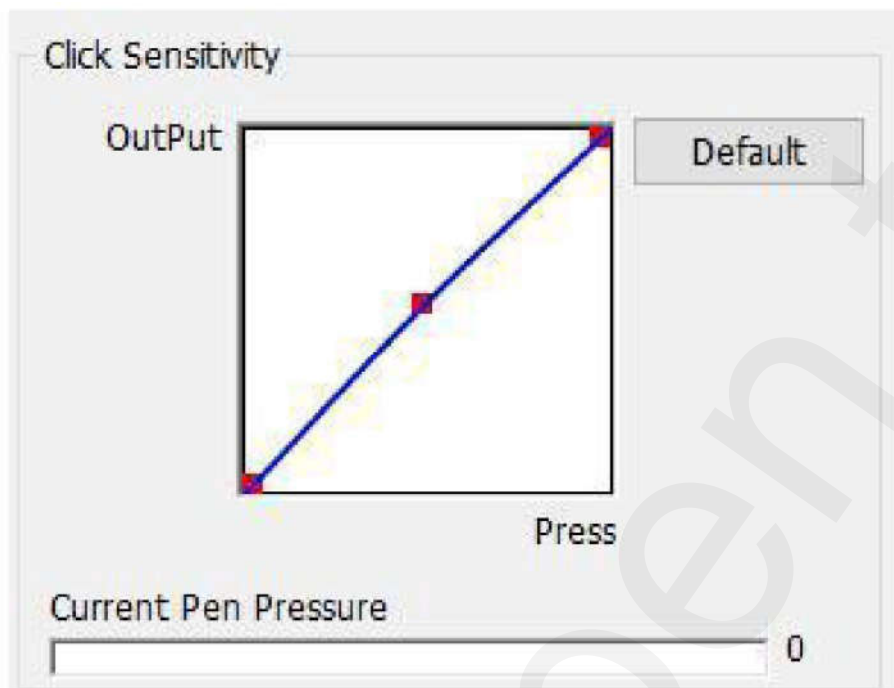 Click Sensitivity
OutPut
Default
Press
Current Pen Pressure
0